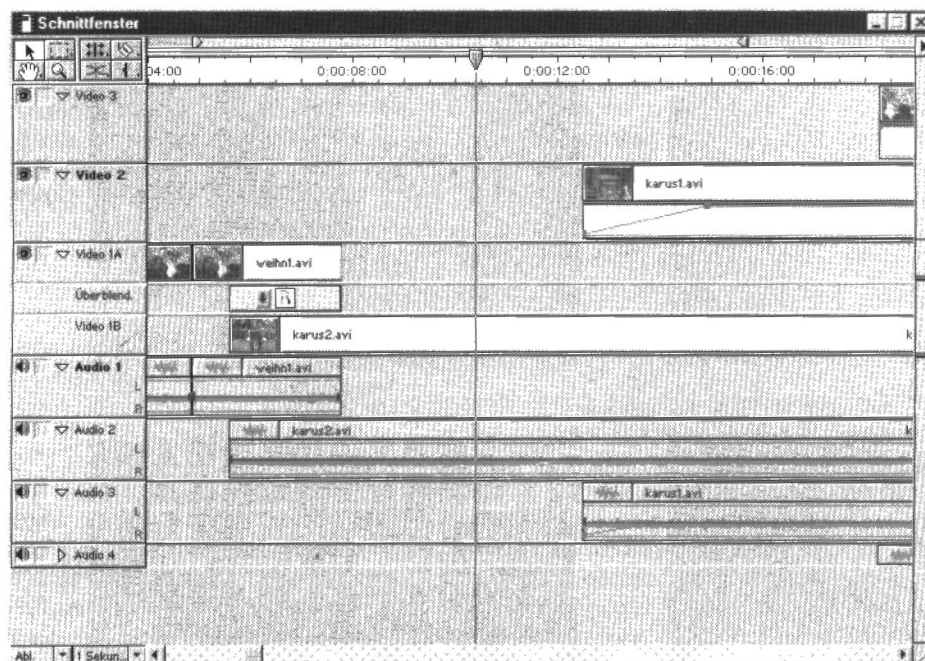 Schnittfenster
04:00 0:00:08:00 0:00:12:00 0:00:16:00
Video 3
Video 2
karus1.avi
Video 1A
weihn1.avi
Überblend.
Video 1B
karus2.avi k
Audio 1
weihn1.avi
L
R
Audio 2
karus2.avi k
L
R
Audio 3
karus1.avi
L
R
Audio 4
Abl. 1 Sekun...